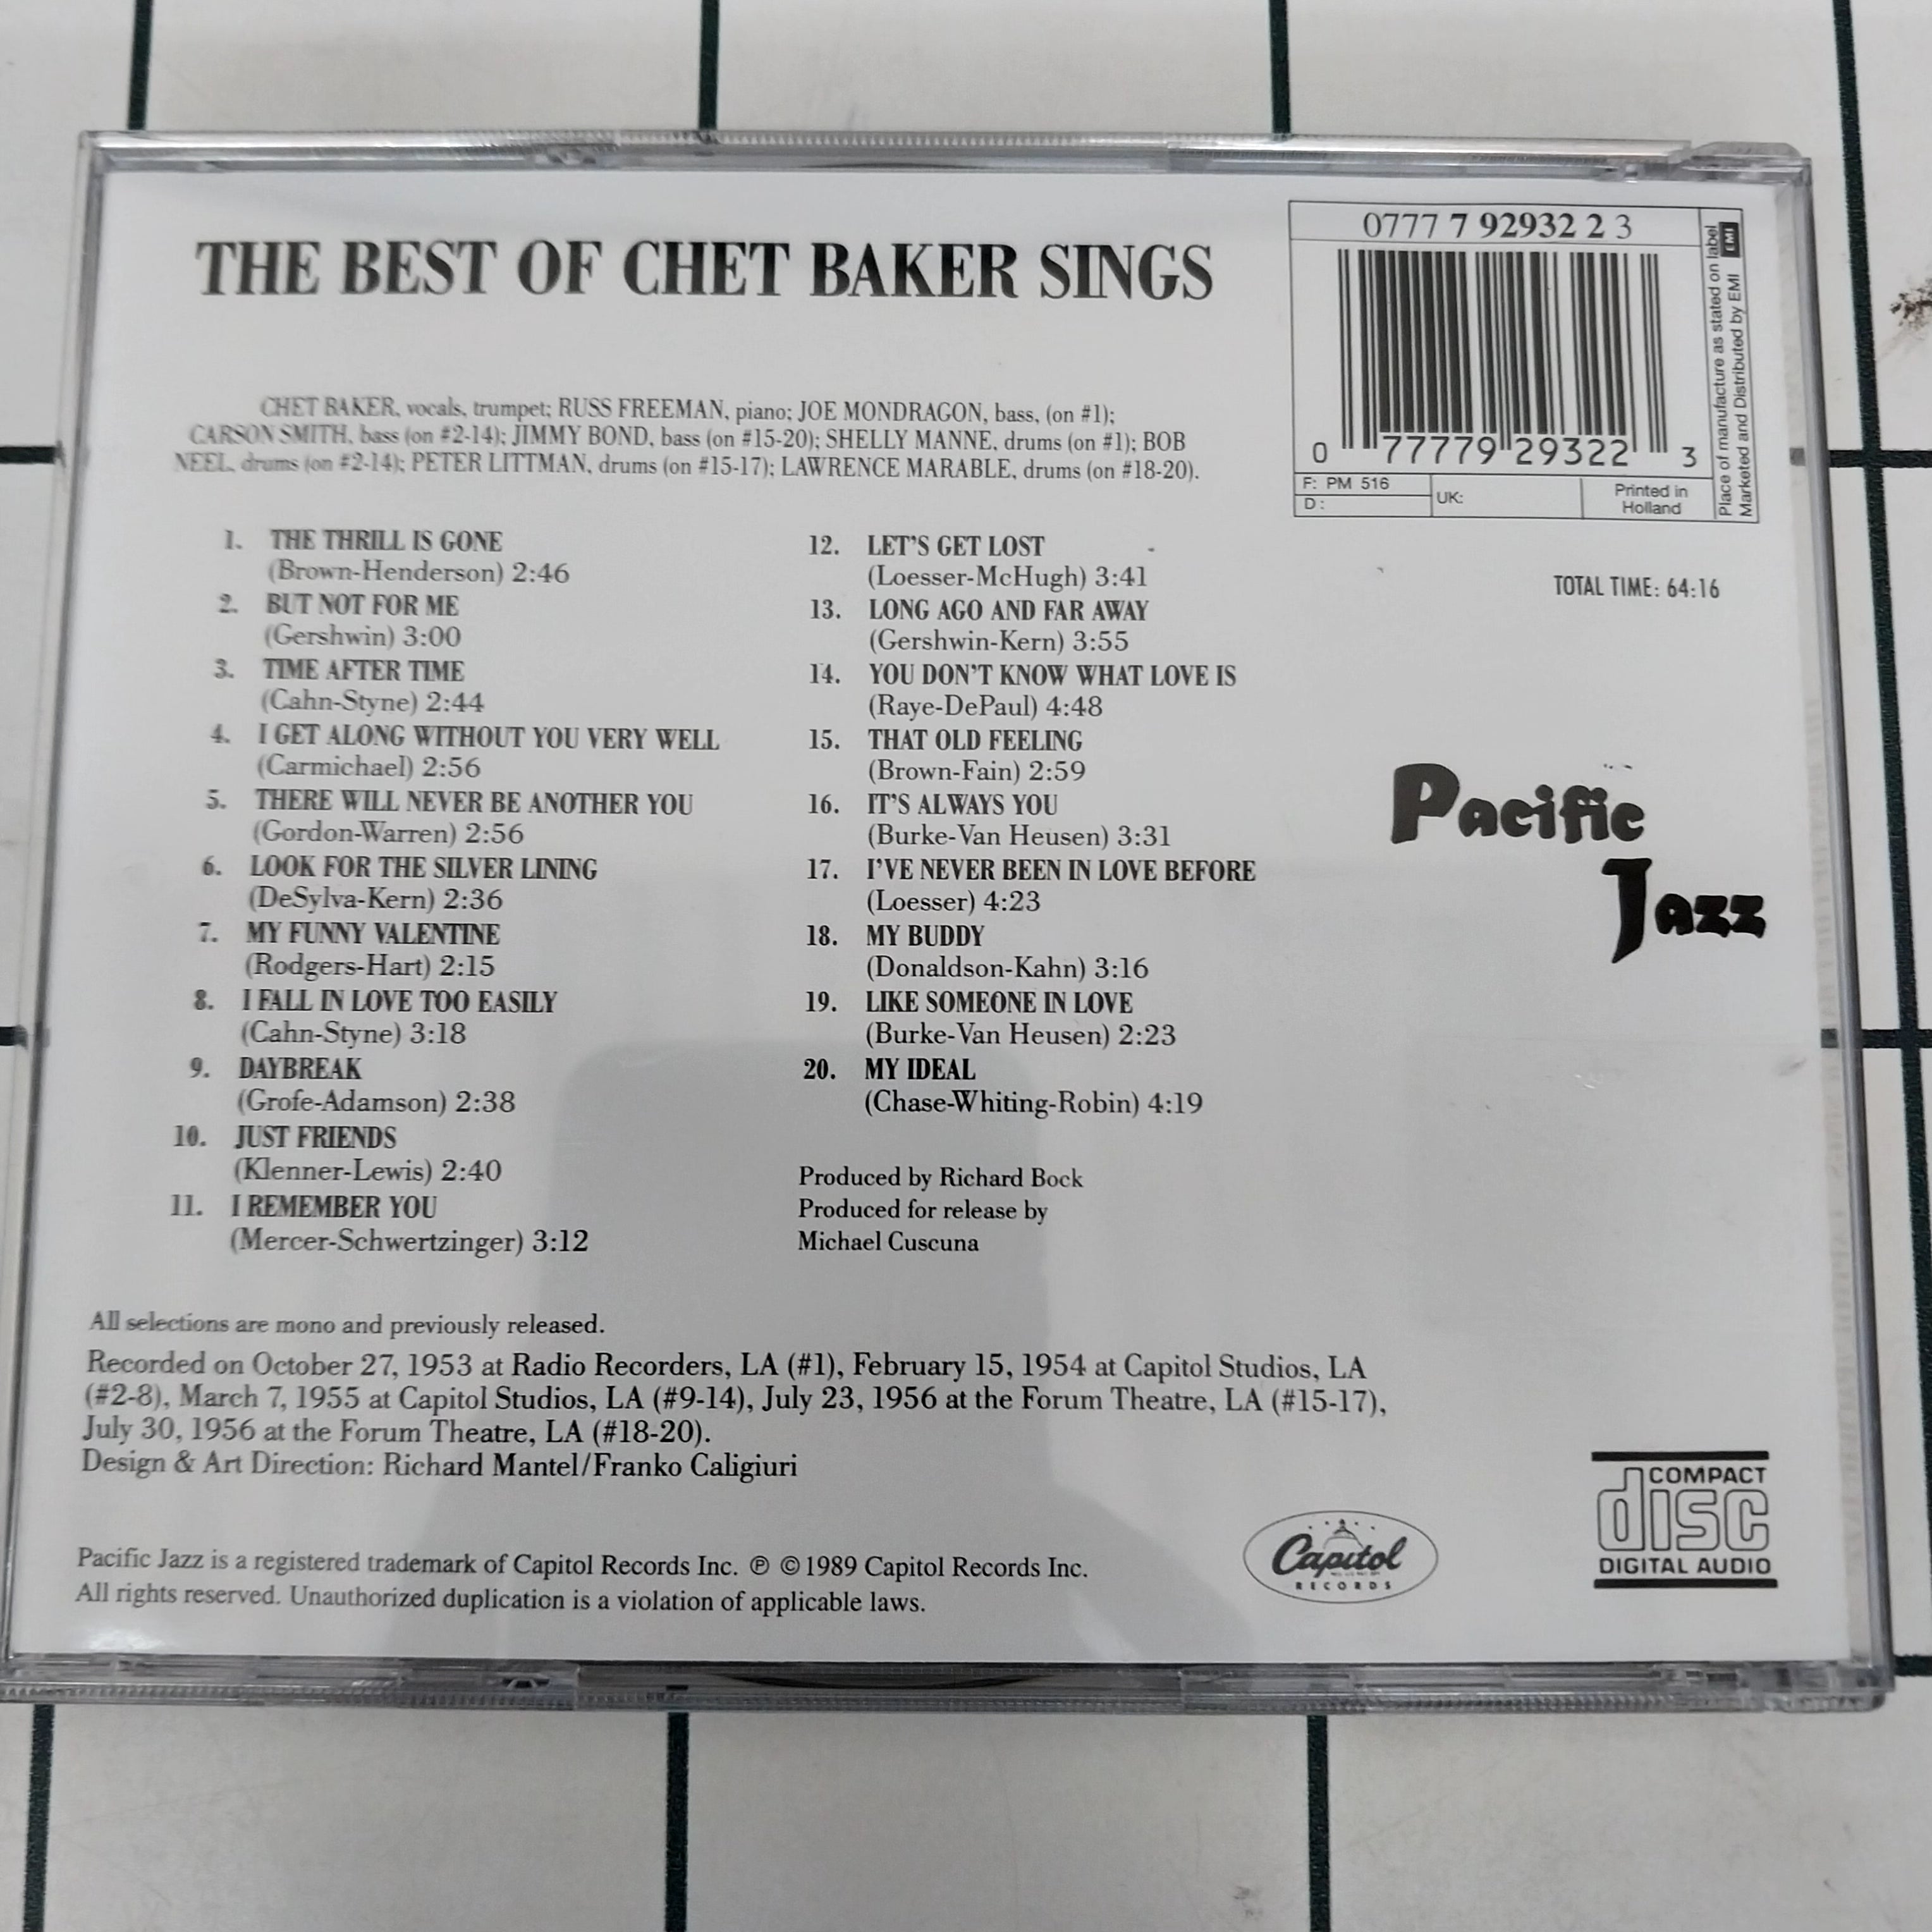 THE BEST OF CHET BAKER SINGS
0777 7 92932 2 3
0 77779 29322 3
F: PM 516
D:
UK:
Printed in
Holland
Place of manufacture as stated on label
Marketed and Distributed by EMI EMI
CHET BAKER, vocals, trumpet; RUSS FREEMAN, piano; JOE MONDRAGON, bass, (on #1);
CARSON SMITH, bass (on #2-14); JIMMY BOND, bass (on #15-20); SHELLY MANNE, drums (on #1); BOB
NEEL, drums (on #2-14); PETER LITTMAN, drums (on #15-17); LAWRENCE MARABLE, drums (on #18-20).
1. THE THRILL IS GONE
(Brown-Henderson) 2:46
2. BUT NOT FOR ME
(Gershwin) 3:00
3. TIME AFTER TIME
(Cahn-Styne) 2:44
4. I GET ALONG WITHOUT YOU VERY WELL
(Carmichael) 2:56
5. THERE WILL NEVER BE ANOTHER YOU
(Gordon-Warren) 2:56
6. LOOK FOR THE SILVER LINING
(DeSylva-Kern) 2:36
7. MY FUNNY VALENTINE
(Rodgers-Hart) 2:15
8. I FALL IN LOVE TOO EASILY
(Cahn-Styne) 3:18
9. DAYBREAK
(Grofe-Adamson) 2:38
10. JUST FRIENDS
(Klenner-Lewis) 2:40
11. I REMEMBER YOU
(Mercer-Schwertzinger) 3:12
12. LET'S GET LOST
(Loesser-McHugh) 3:41
13. LONG AGO AND FAR AWAY
(Gershwin-Kern) 3:55
14. YOU DON'T KNOW WHAT LOVE IS
(Raye-DePaul) 4:48
15. THAT OLD FEELING
(Brown-Fain) 2:59
16. IT'S ALWAYS YOU
(Burke-Van Heusen) 3:31
17. I'VE NEVER BEEN IN LOVE BEFORE
(Loesser) 4:23
18. MY BUDDY
(Donaldson-Kahn) 3:16
19. LIKE SOMEONE IN LOVE
(Burke-Van Heusen) 2:23
20. MY IDEAL
(Chase-Whiting-Robin) 4:19
Produced by Richard Bock
Produced for release by
Michael Cuscuna
TOTAL TIME: 64:16
Pacific
Jazz
All selections are mono and previously released.
Recorded on October 27, 1953 at Radio Recorders, LA (#1), February 15, 1954 at Capitol Studios, LA
(#2-8), March 7, 1955 at Capitol Studios, LA (#9-14), July 23, 1956 at the Forum Theatre, LA (#15-17),
July 30, 1956 at the Forum Theatre, LA (#18-20).
Design & Art Direction: Richard Mantel/Franko Caligiuri
Pacific Jazz is a registered trademark of Capitol Records Inc. ℗ ©1989 Capitol Records Inc.
All rights reserved. Unauthorized duplication is a violation of applicable laws.
Capitol
RECORDS
COMPACT
disc
DIGITAL AUDIO